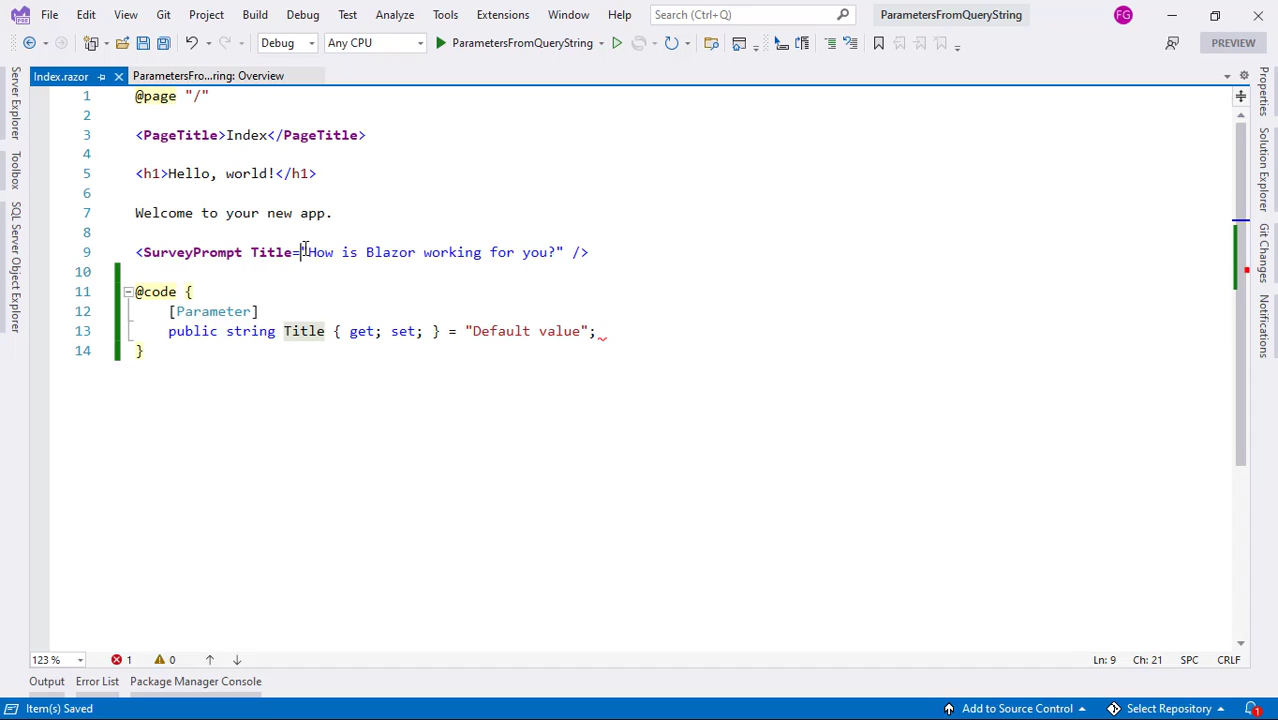 File Edit View Git Project Build Debug Test Analyze Tools Extensions Window Help Search (Ctrl+Q) ParametersFromQueryString FG
Debug Any CPU ParametersFromQueryString PREVIEW
Index.razor ParametersFro...ring: Overview
1 @page "/"
2
3 <PageTitle>Index</PageTitle>
4
5 <h1>Hello, world!</h1>
6
7 Welcome to your new app.
8
9 <SurveyPrompt Title="How is Blazor working for you?" />
10
11 @code {
12 [Parameter]
13 public string Title { get; set; } = "Default value";
14 }
Server Explorer
Toolbox
SQL Server Object Explorer
Properties
Solution Explorer
Git Changes
Notifications
123 % 1 0 Ln: 9 Ch: 21 SPC CRLF
Output Error List Package Manager Console
Item(s) Saved Add to Source Control Select Repository 1